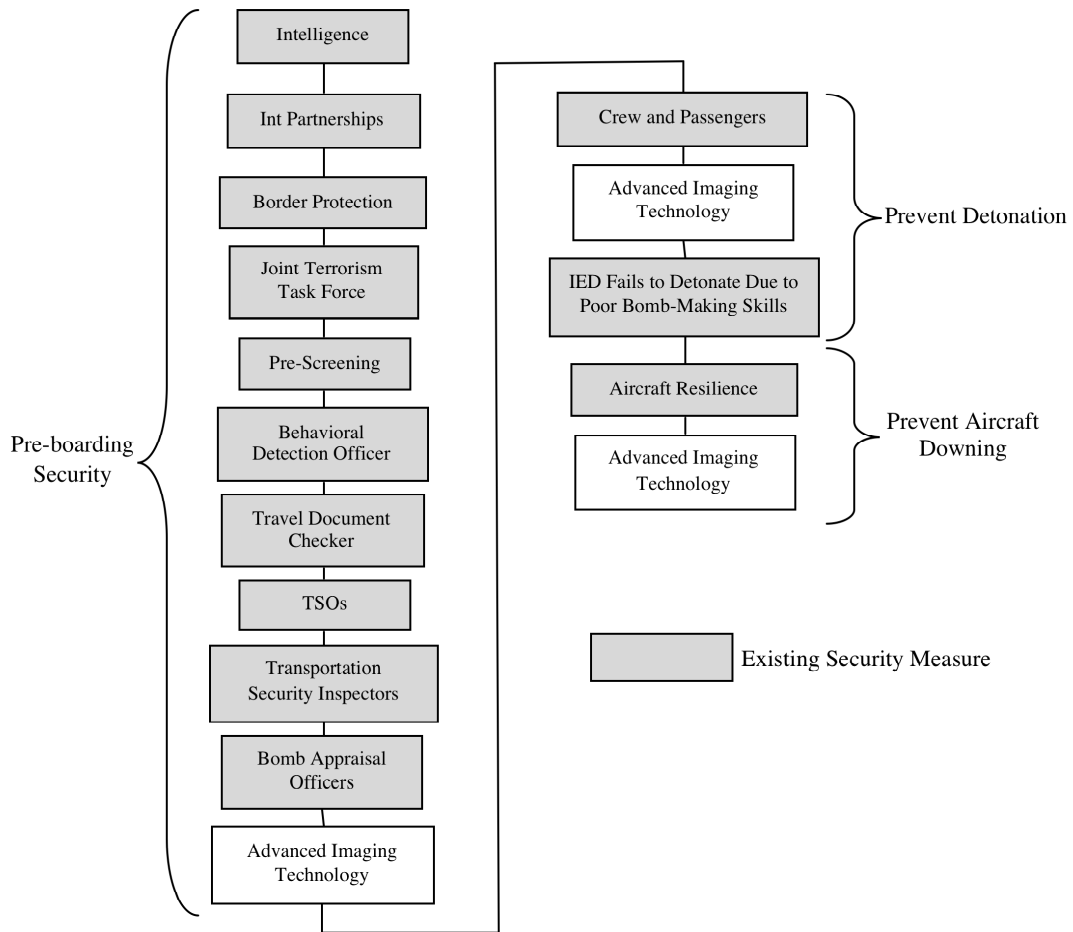 Pre-boarding
Security
Intelligence
Int Partnerships
Border Protection
Joint Terrorism
Task Force
Pre-Screening
Behavioral
Detection Officer
Travel Document
Checker
TSOs
Transportation
Security Inspectors
Bomb Appraisal
Officers
Advanced Imaging
Technology
Crew and Passengers
Advanced Imaging
Technology
IED Fails to Detonate Due to
Poor Bomb-Making Skills
Prevent Detonation
Aircraft Resilience
Advanced Imaging
Technology
Prevent Aircraft
Downing
Existing Security Measure